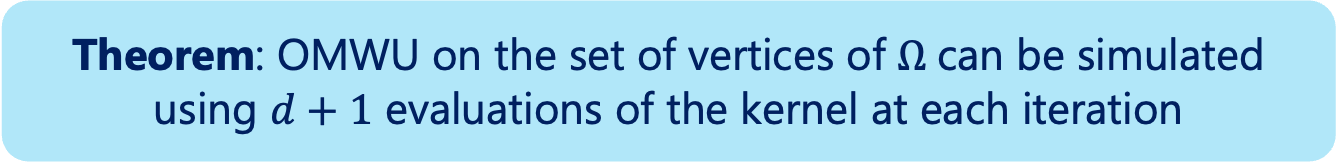 Theorem: OMWU on the set of vertices of Ω can be simulated
using d + 1 evaluations of the kernel at each iteration